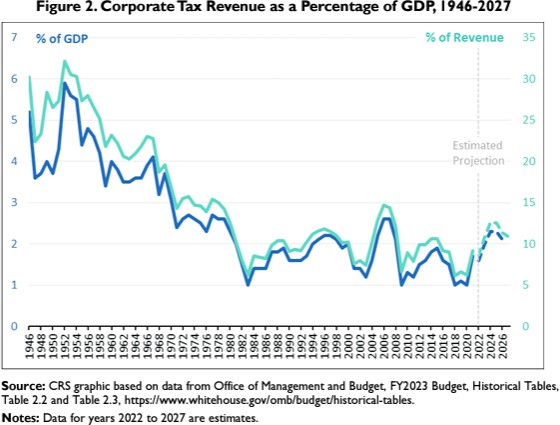 Figure 2. Corporate Tax Revenue as a Percentage of GDP, 1946-2027
7 % of GDP % of Revenue 35
6 30
5 25
Estimated
Projection
4 20
3 15
2 10
1 5
0 0
1946 1948 1950 1952 1954 1956 1958 1960 1962 1964 1966 1968 1970 1972 1974 1976 1978 1980 1982 1984 1986 1988 1990 1992 1994 1996 1998 2000 2002 2004 2006 2008 2010 2012 2014 2016 2018 2020 2022 2024 2026
Source: CRS graphic based on data from Office of Management and Budget, FY2023 Budget, Historical Tables,
Table 2.2 and Table 2.3, https://www.whitehouse.gov/omb/budget/historical-tables.
Notes: Data for years 2022 to 2027 are estimates.